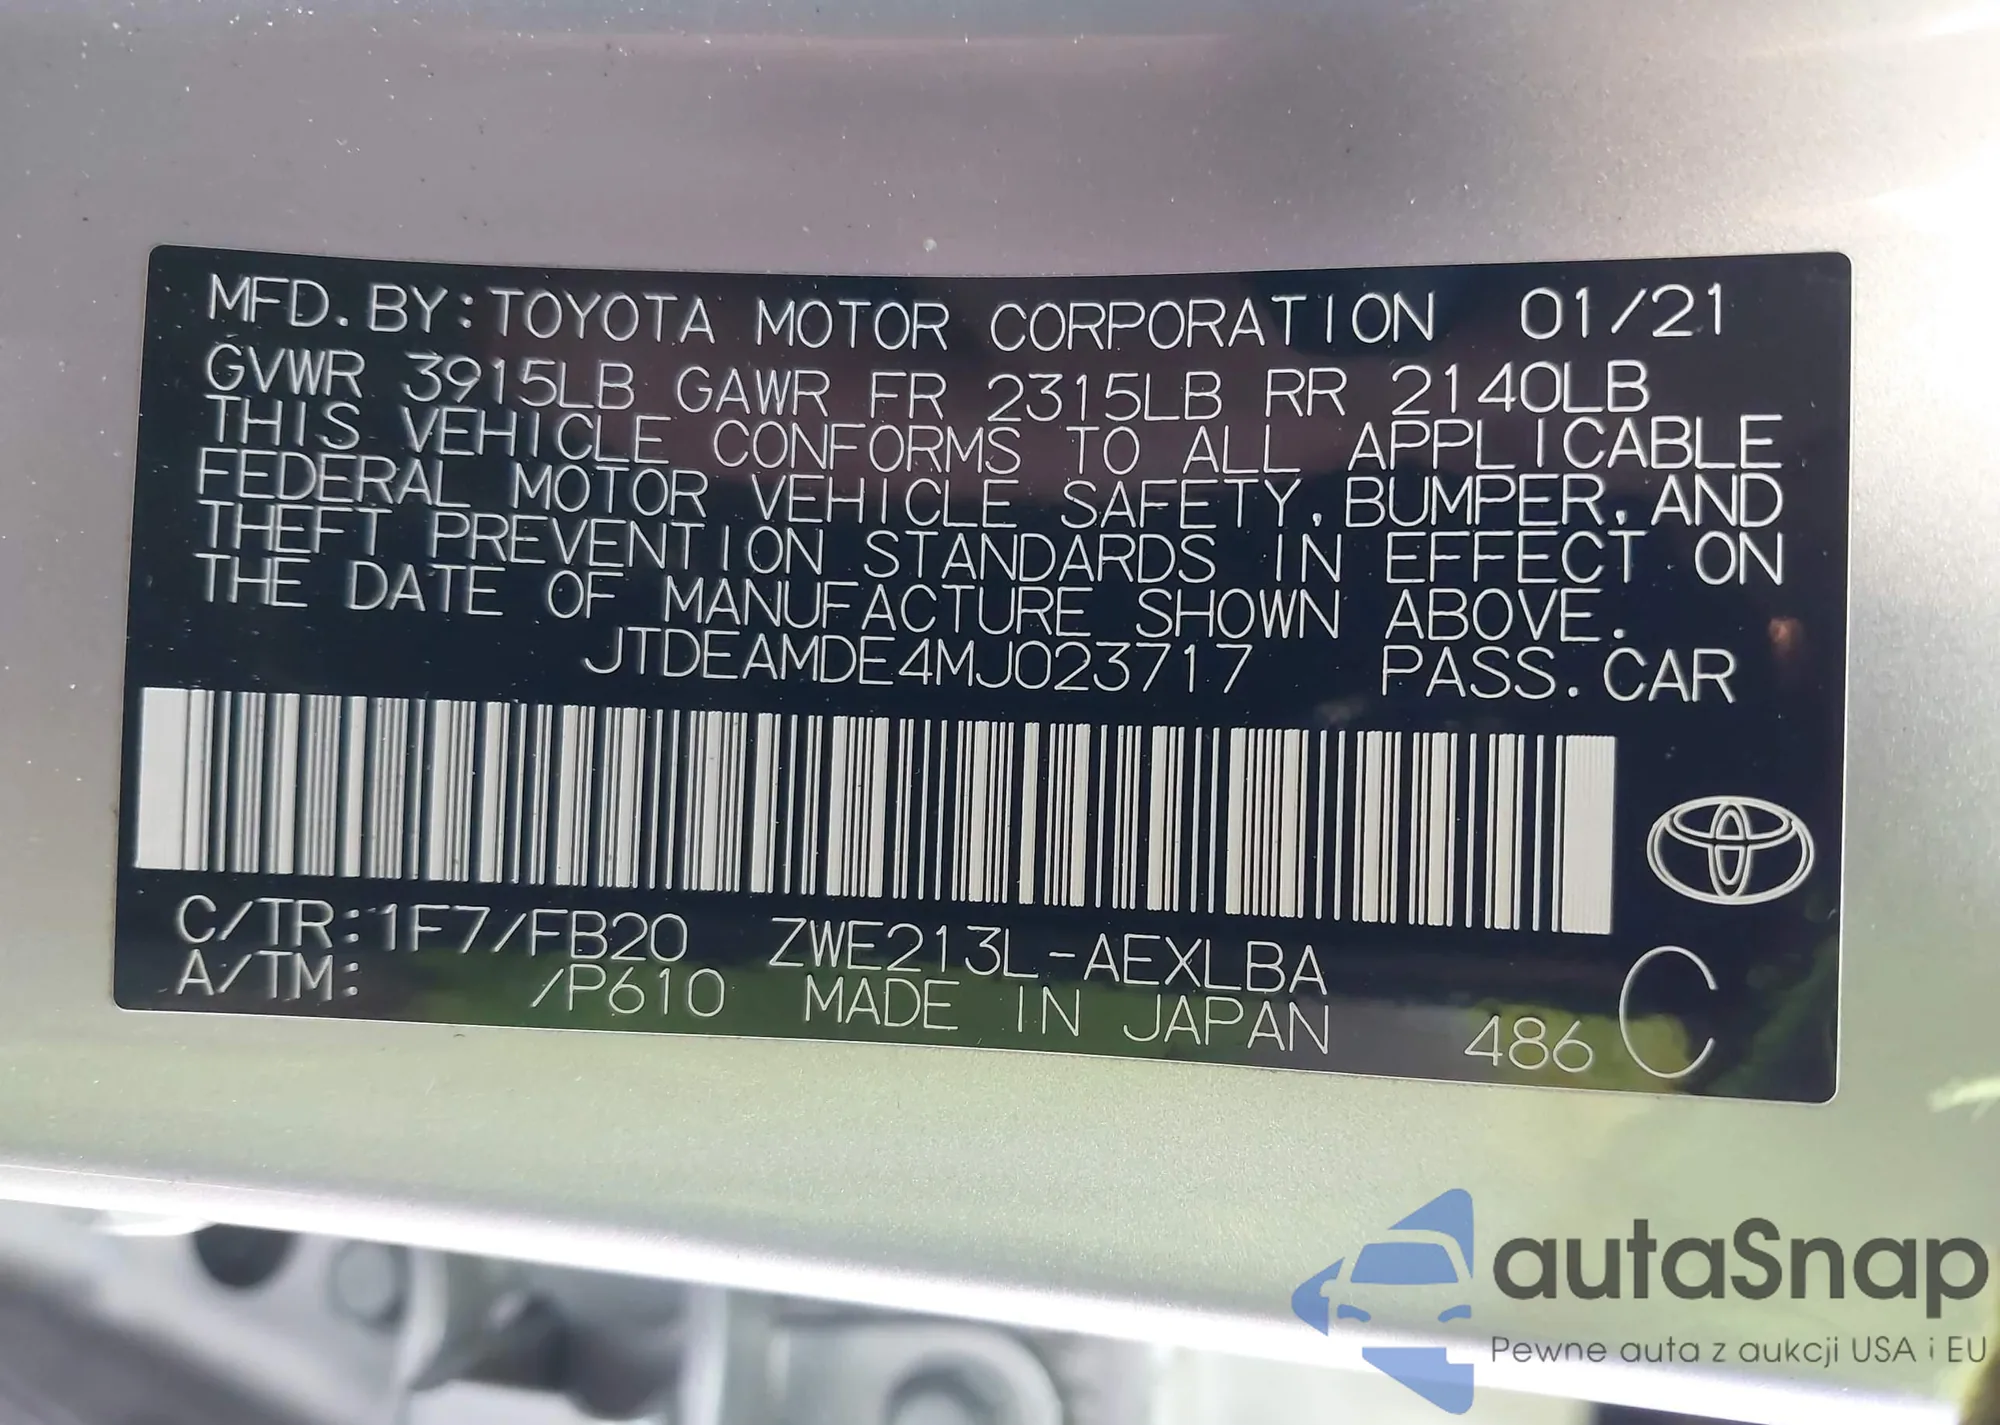 MFD. BY: TOYOTA MOTOR CORPORATION 01/21
GVWR 3915LB GAWR FR 2315LB RR 2140LB
THIS VEHICLE CONFORMS TO ALL APPLICABLE
FEDERAL MOTOR VEHICLE SAFETY, BUMPER, AND
THEFT PREVENTION STANDARDS IN EFFECT ON
THE DATE OF MANUFACTURE SHOWN ABOVE.
JTDEAMDE4MJ023717 PASS. CAR
C/TR: 1F7/FB20 ZWE213L-AEXLBA
A/TM: /P610 MADE IN JAPAN 486 C
autaSnap
Pewne auta z aukcji USA i EU